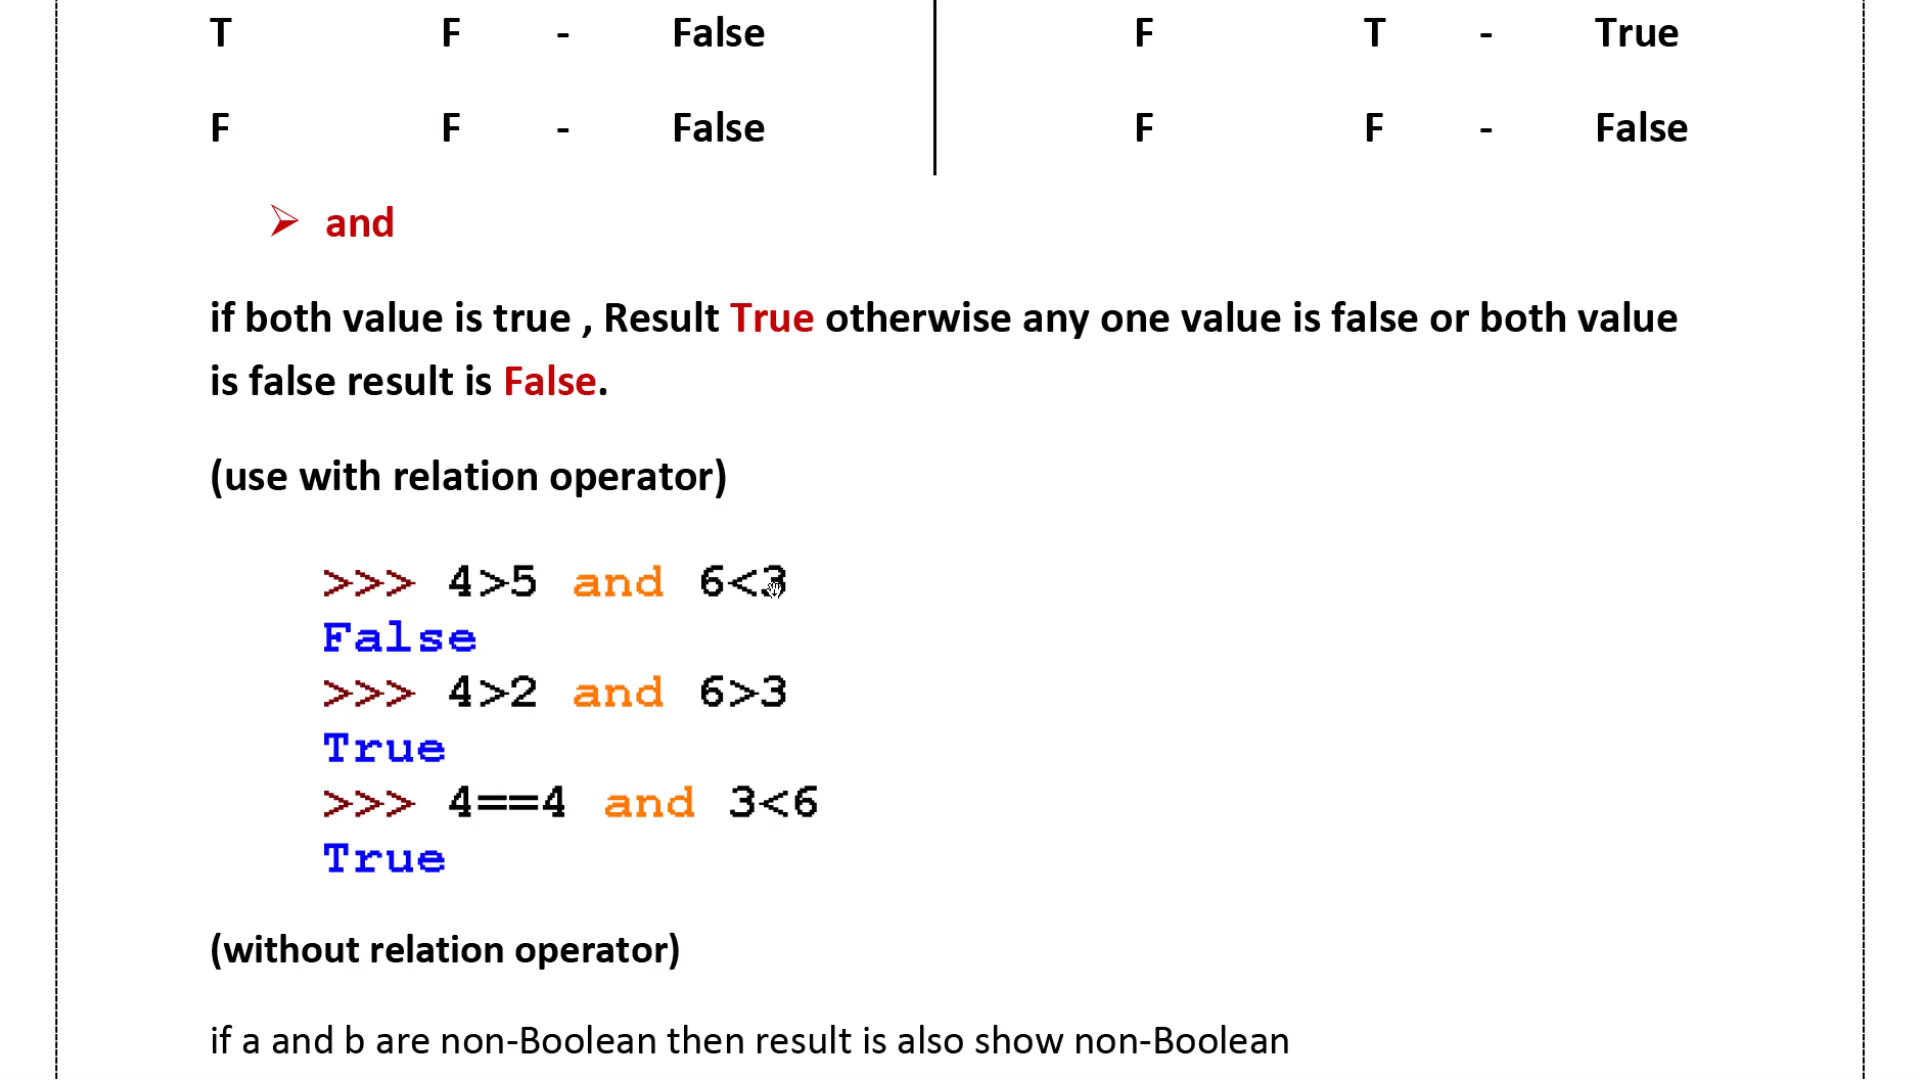 T F - False F T - True
F F - False F F - False
and
if both value is true , Result True otherwise any one value is false or both value
is false result is False.
(use with relation operator)
>>> 4>5 and 6<3
False
>>> 4>2 and 6>3
True
>>> 4==4 and 3<6
True
(without relation operator)
if a and b are non-Boolean then result is also show non-Boolean